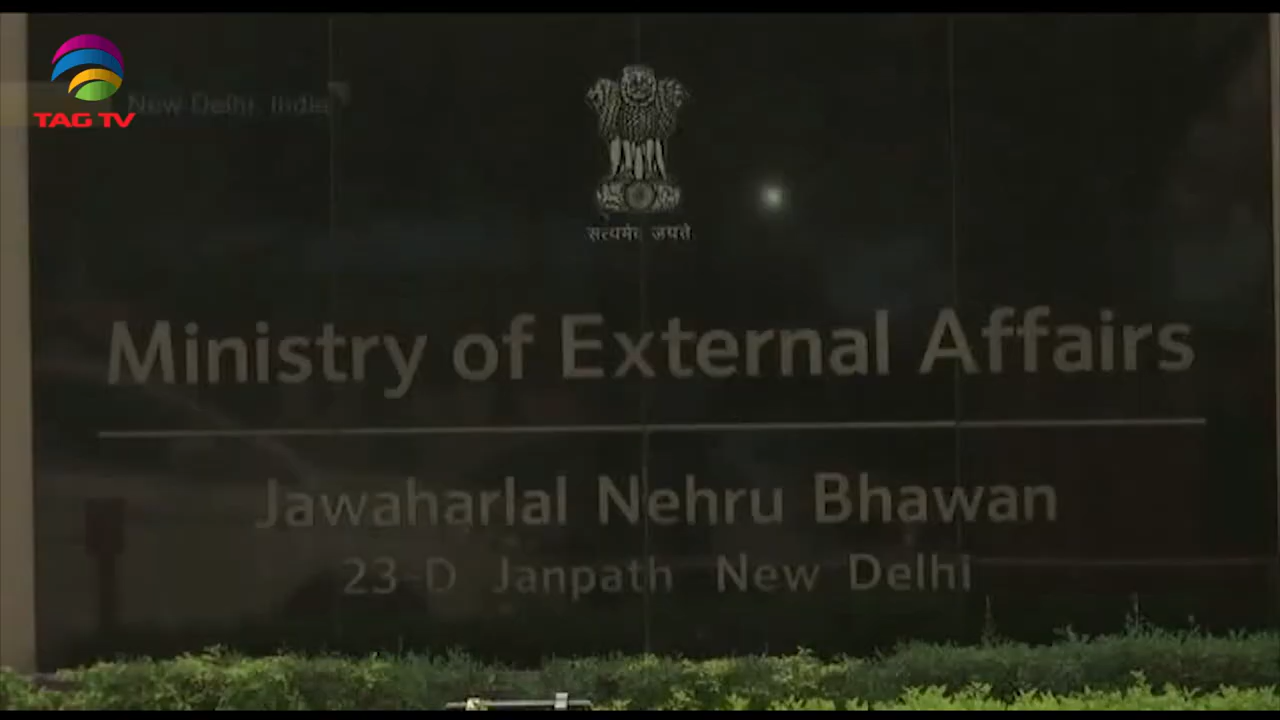 TAG TV
New Delhi, India
सत्यमेव जयते
Ministry of External Affairs
Jawaharlal Nehru Bhawan
23-D Janpath New Delhi